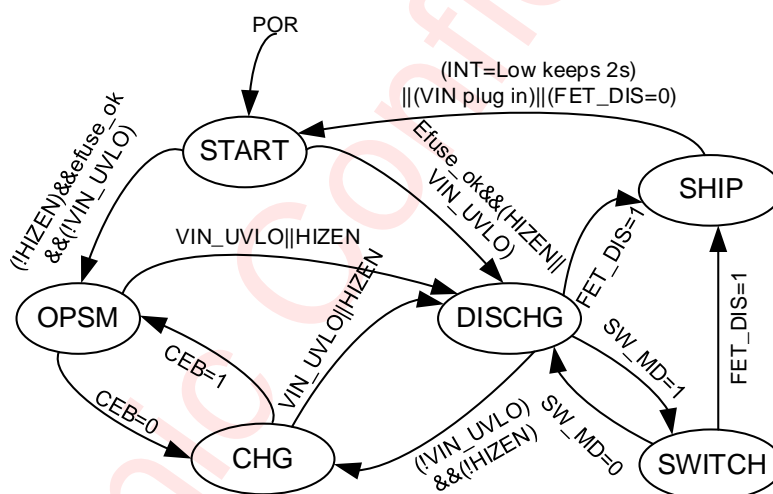 POR
(INT=Low keeps 2s)
||(VIN plug in)||(FET_DIS=0)
START
SHIP
(!HIZEN)&&efuse_ok
&&(!VIN_UVLO)
Efuse_ok&&(HIZEN||
VIN_UVLO)
FET_DIS=1
VIN_UVLO||HIZEN
VIN_UVLO||HIZEN
OPSM
DISCHG
FET_DIS=1
CEB=1
CEB=0
SW_MD=1
SW_MD=0
(!VIN_UVLO)
&&(!HIZEN)
CHG
SWITCH
nic Confi